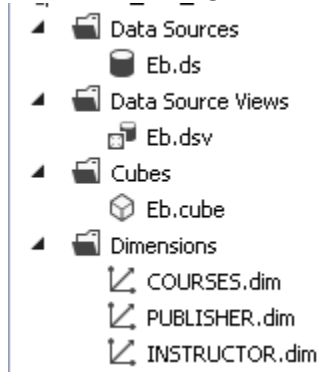 Data Sources
Eb.ds
Data Source Views
Eb.dsv
Cubes
Eb.cube
Dimensions
COURSES.dim
PUBLISHER.dim
INSTRUCTOR.dim